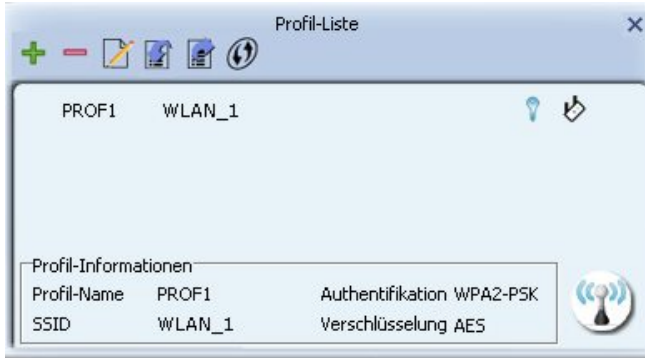 Profil-Liste
PROF1 WLAN_1
Profil-Informationen
Profil-Name PROF1 Authentifikation WPA2-PSK
SSID WLAN_1 Verschlüsselung AES